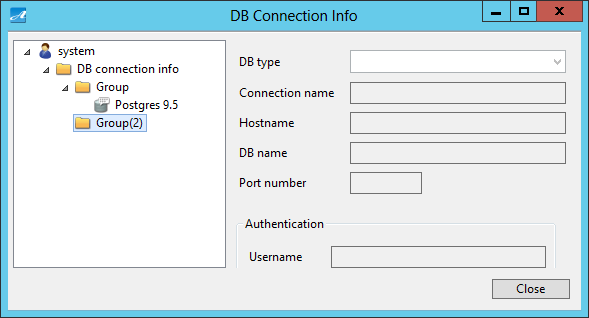 DB Connection Info
system
DB connection info
Group
Postgres 9.5
Group(2)
DB type
Connection name
Hostname
DB name
Port number
Authentication
Username
Close